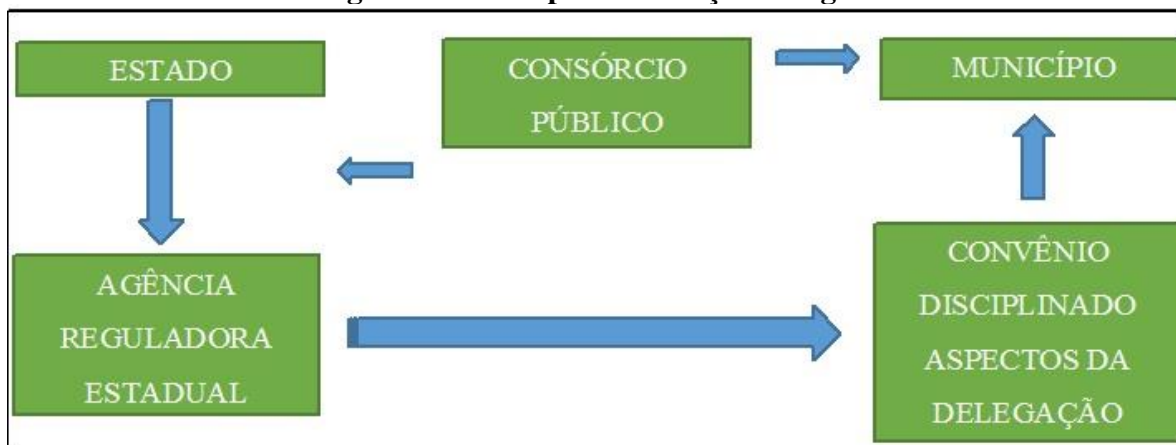 ESTADO
CONSÓRCIO
PÚBLICO
MUNICÍPIO
AGÊNCIA
REGULADORA
ESTADUAL
CONVÊNIO
DISCIPLINADO
ASPECTOS DA
DELEGAÇÃO